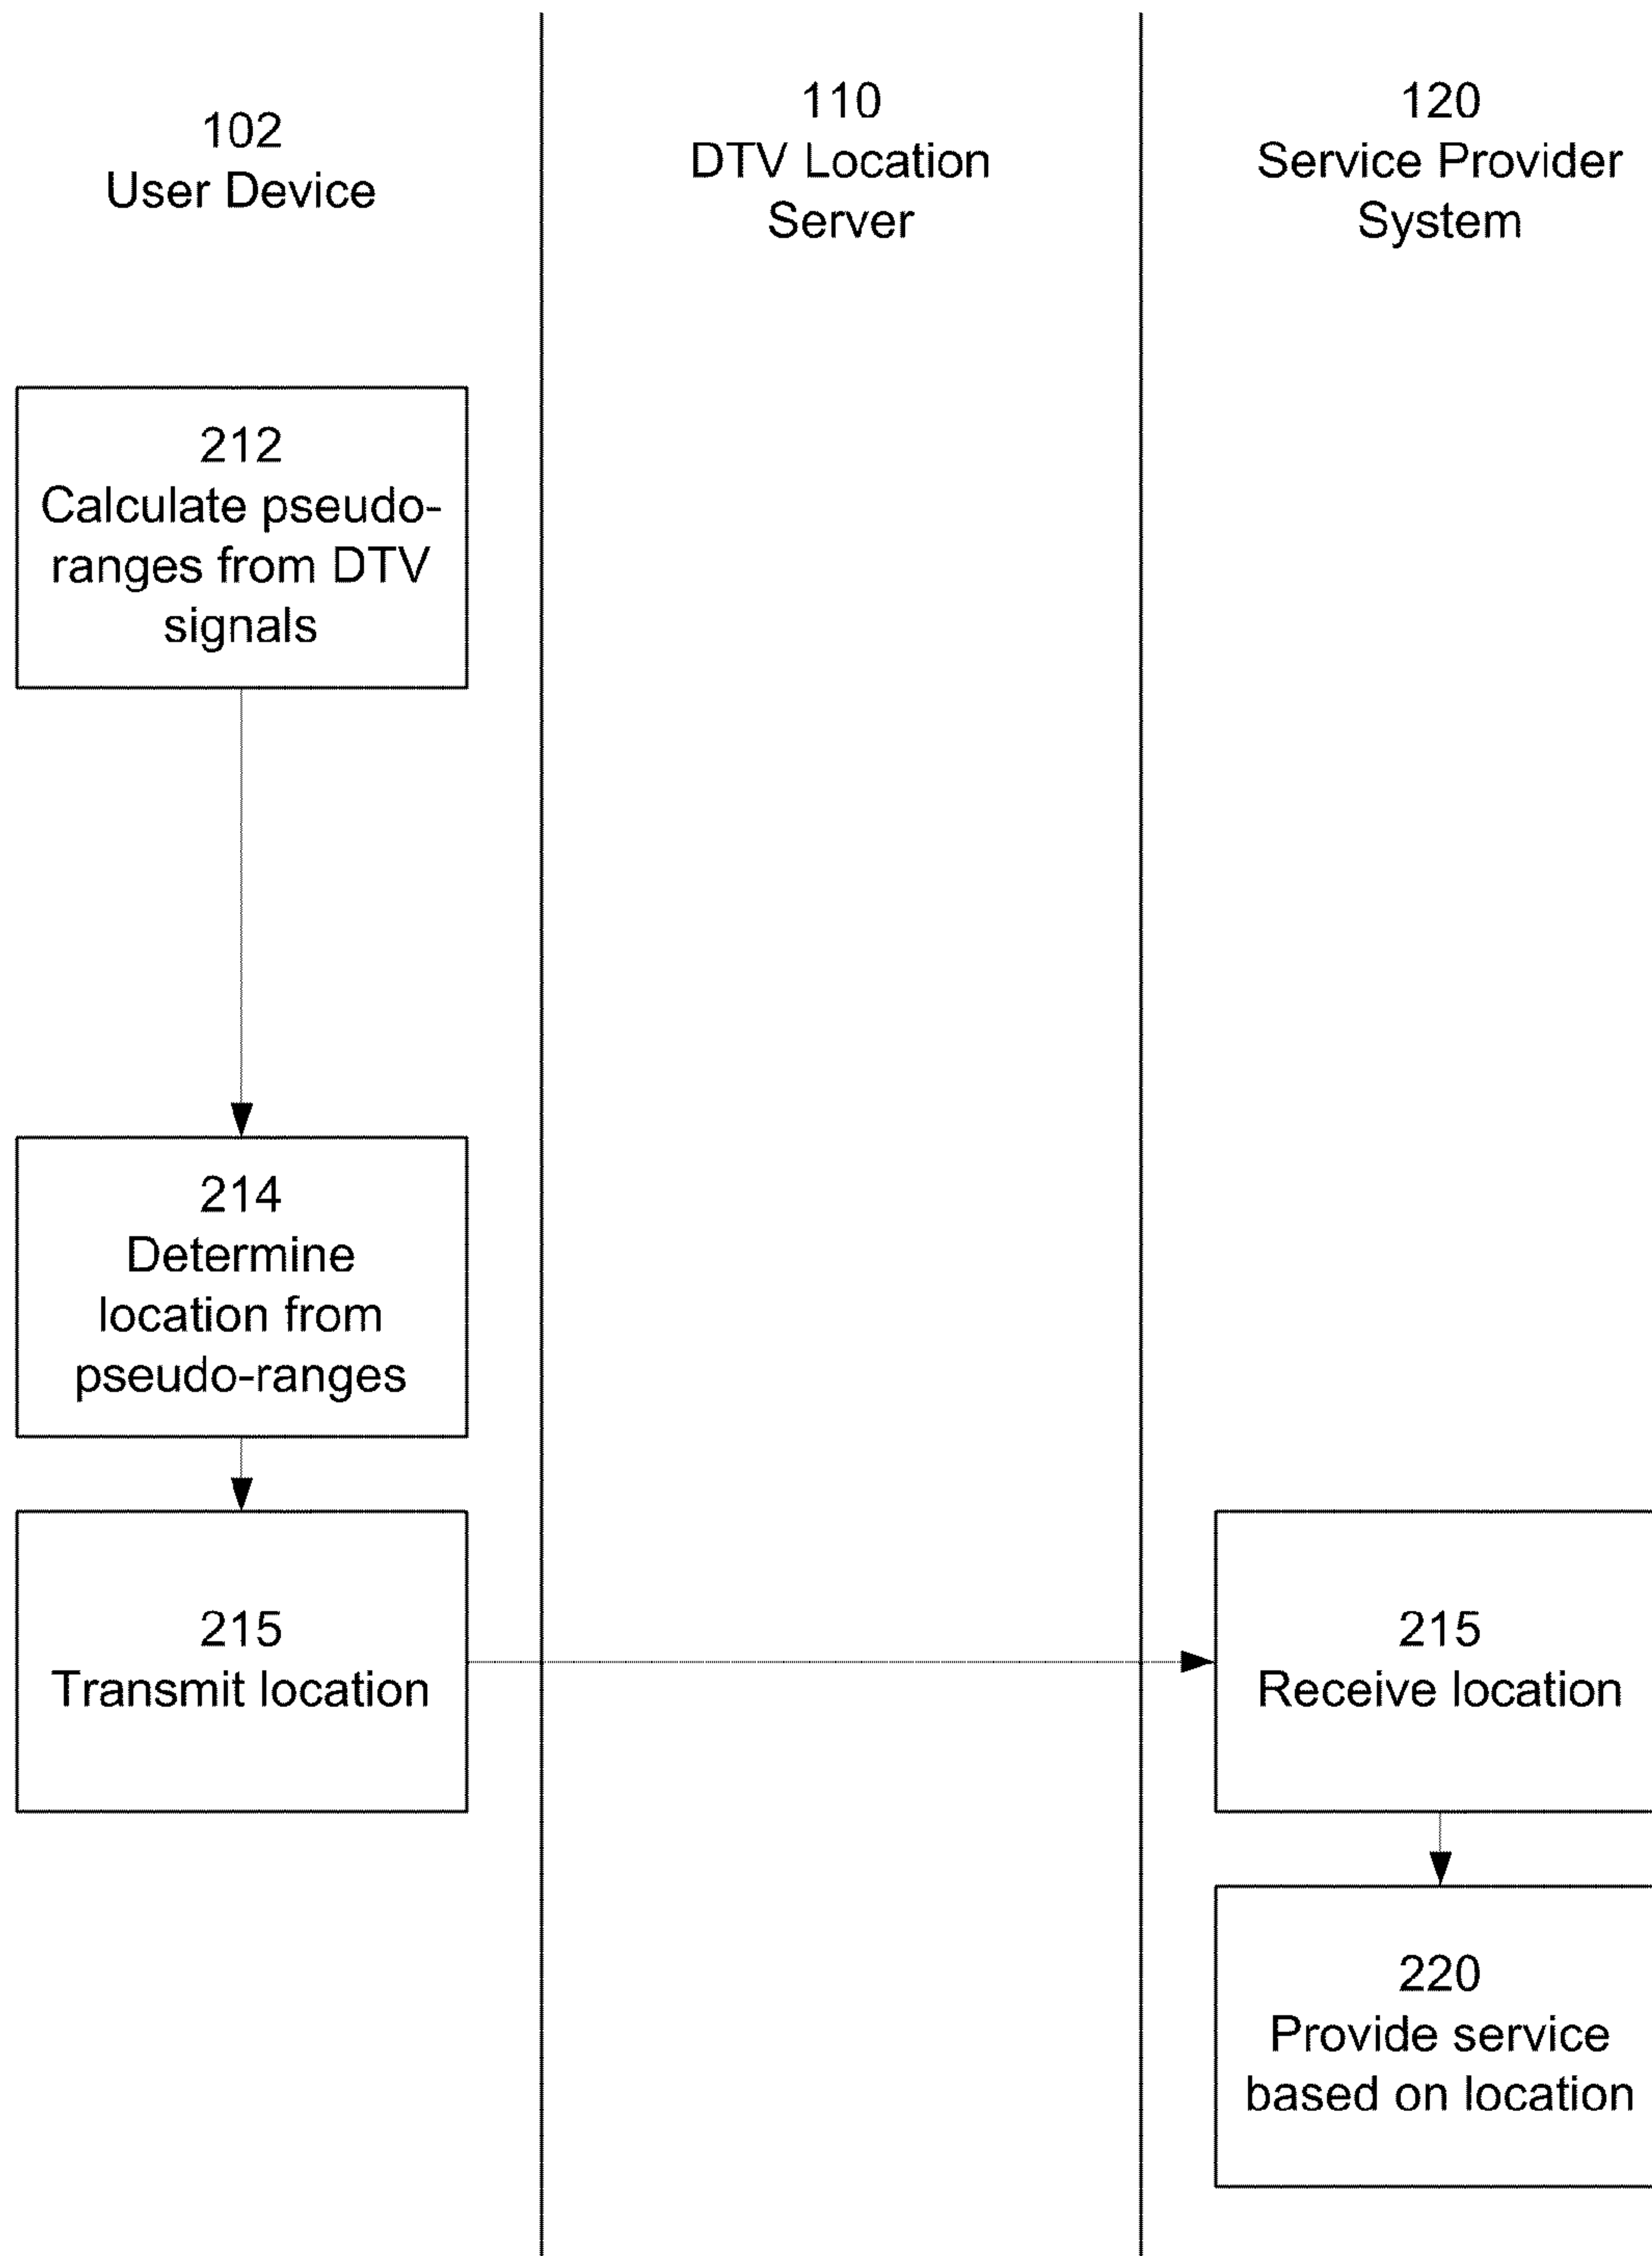 102
User Device
110
DTV Location
Server
120
Service Provider
System
212
Calculate pseudo-
ranges from DTV
signals
214
Determine
location from
pseudo-ranges
215
Transmit location
215
Receive location
220
Provide service
based on location